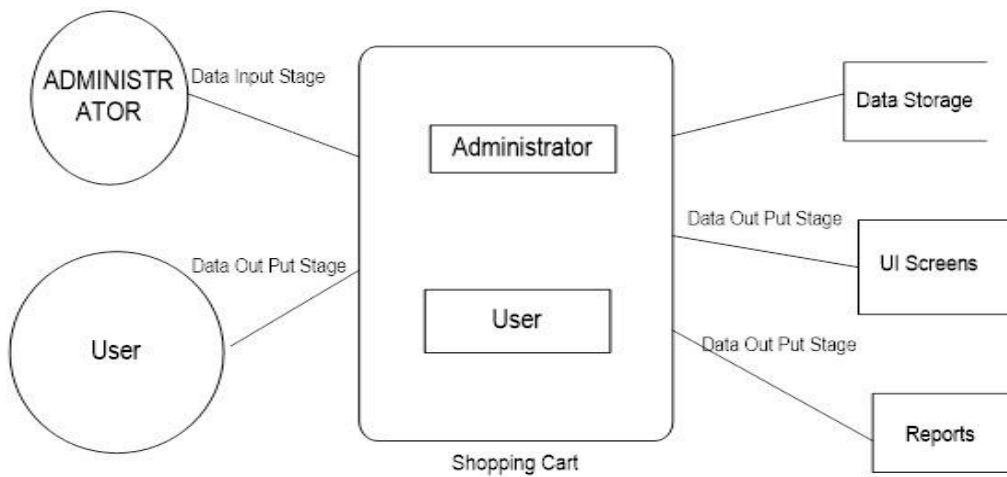 ADMINISTR
ATOR
Data Input Stage
Administrator
Data Storage
Data Out Put Stage
UI Screens
Data Out Put Stage
User
User
Data Out Put Stage
Reports
Shopping Cart